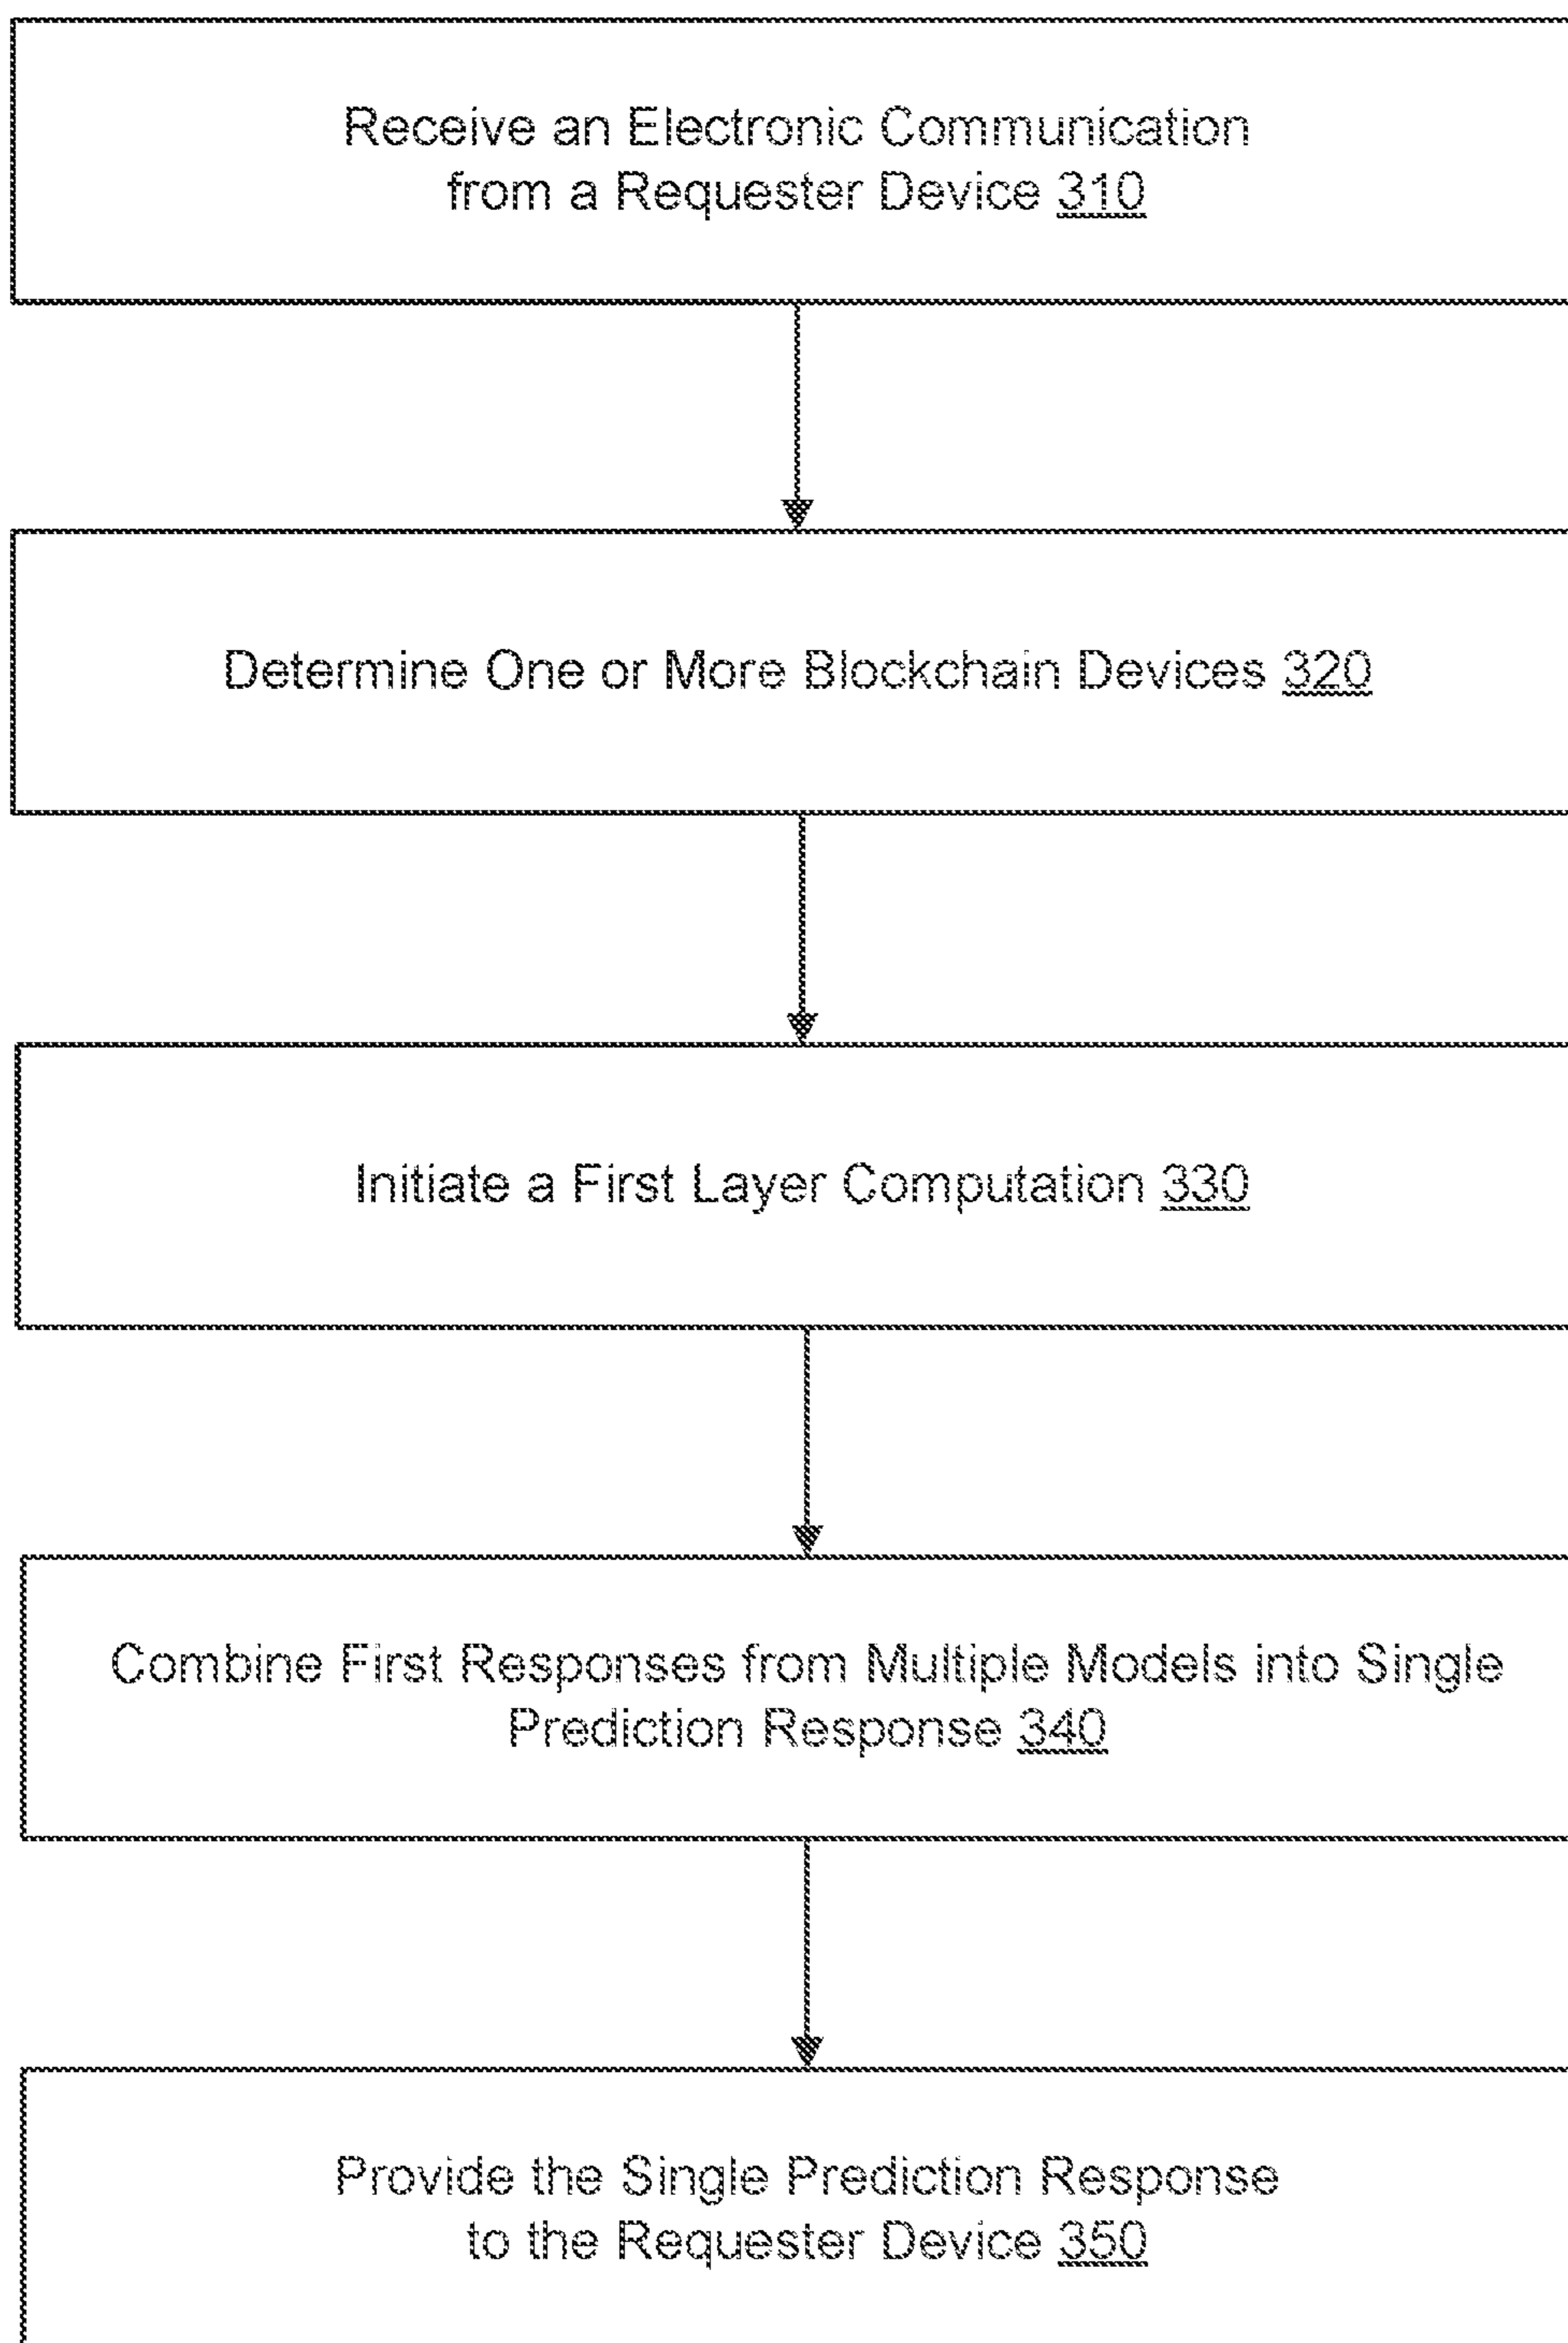 Receive an Electronic Communication
from a Requester Device 310
Determine One or More Blockchain Devices 320
Initiate a First Layer Computation 330
Combine First Responses from Multiple Models into Single
Prediction Response 340
Provide the Single Prediction Response
to the Requester Device 350